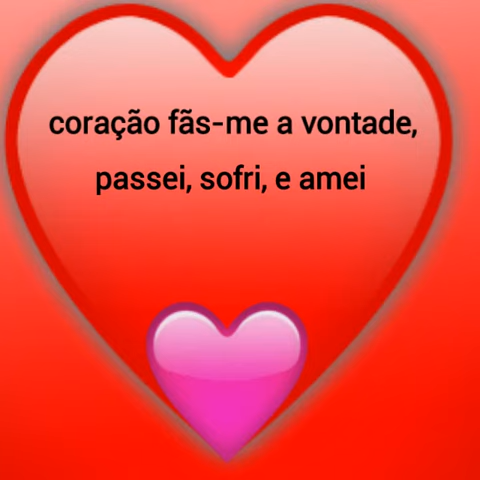 coração fãs-me a vontade,
passei, sofri, e amei